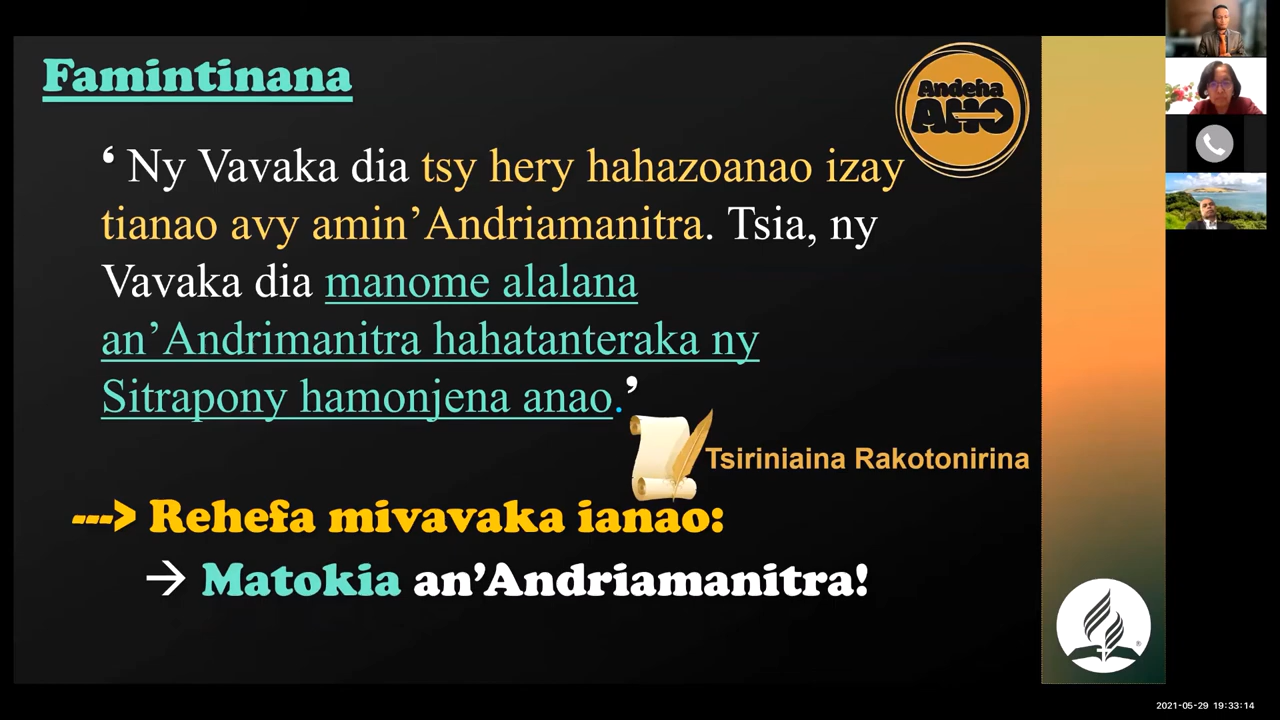 Famintinana
Andeha
AHO
‘ Ny Vavaka dia tsy hery hahazoanao izay
tianao avy amin’Andriamanitra. Tsia, ny
Vavaka dia manome alalana
an’Andrimanitra hahatanteraka ny
Sitrapony hamonjena anao.’
Tsiriniaina Rakotonirina
---> Rehefa mivavaka ianao:
→ Matokia an’Andriamanitra!
®
2021-05-29 19:33:14